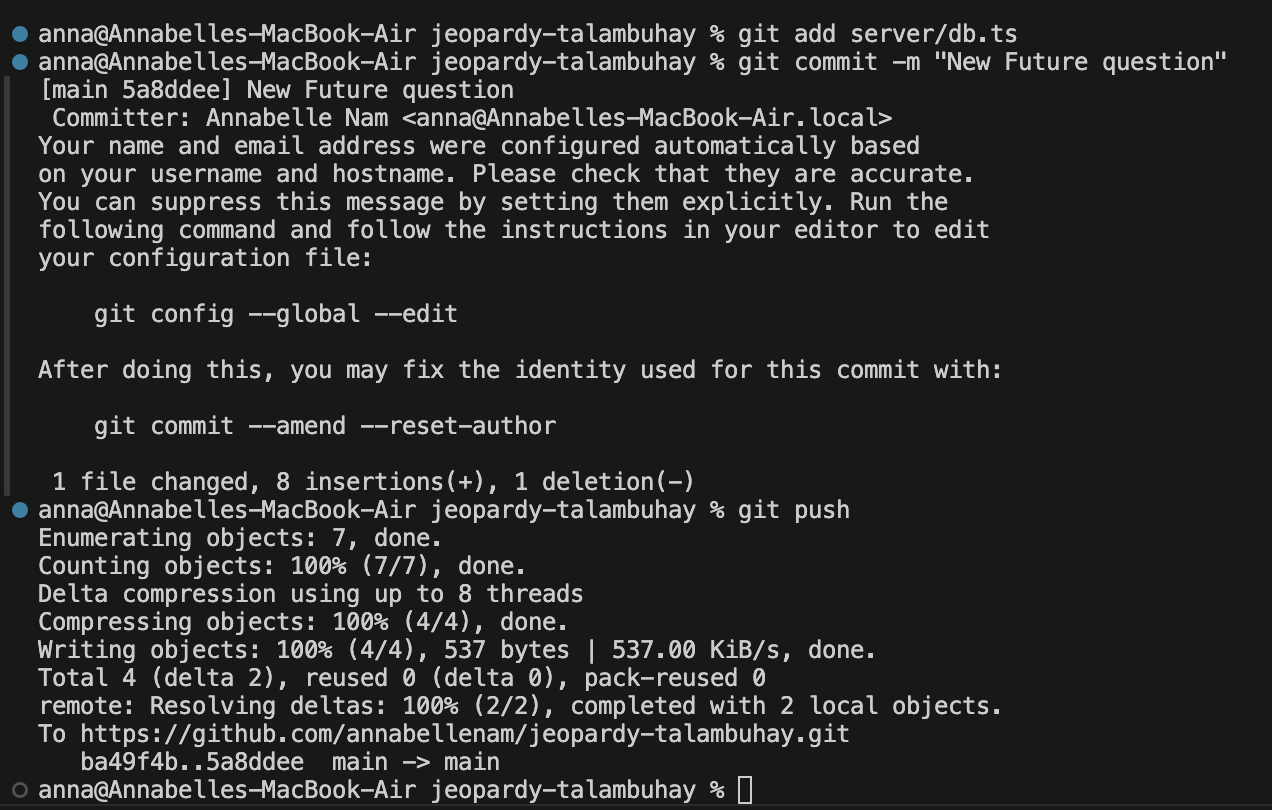 anna@Annabelles-MacBook-Air jeopardy-talambuhay % git add server/db.ts
anna@Annabelles-MacBook-Air jeopardy-talambuhay % git commit -m "New Future question"
[main 5a8ddee] New Future question
 Committer: Annabelle Nam <anna@Annabelles-MacBook-Air.local>
Your name and email address were configured automatically based
on your username and hostname. Please check that they are accurate.
You can suppress this message by setting them explicitly. Run the
following command and follow the instructions in your editor to edit
your configuration file:

    git config --global --edit

After doing this, you may fix the identity used for this commit with:

    git commit --amend --reset-author

 1 file changed, 8 insertions(+), 1 deletion(-)
anna@Annabelles-MacBook-Air jeopardy-talambuhay % git push
Enumerating objects: 7, done.
Counting objects: 100% (7/7), done.
Delta compression using up to 8 threads
Compressing objects: 100% (4/4), done.
Writing objects: 100% (4/4), 537 bytes | 537.00 KiB/s, done.
Total 4 (delta 2), reused 0 (delta 0), pack-reused 0
remote: Resolving deltas: 100% (2/2), completed with 2 local objects.
To https://github.com/annabellenam/jeopardy-talambuhay.git
   ba49f4b..5a8ddee  main -> main
anna@Annabelles-MacBook-Air jeopardy-talambuhay %